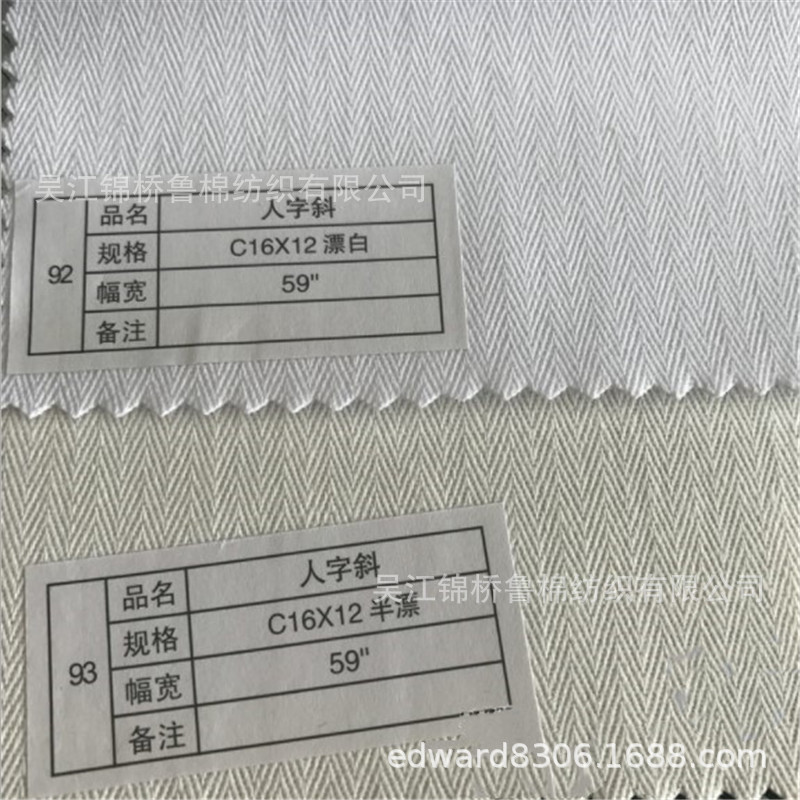 吴江锦桥鲁棉纺织有限公司
92
品名 人字斜
规格 C16X12 漂白
幅宽 59"
备注
吴江锦桥鲁棉纺织有限公司
93
品名 人字斜
规格 C16X12 半漂
幅宽 59"
备注
edward8306.1688.com